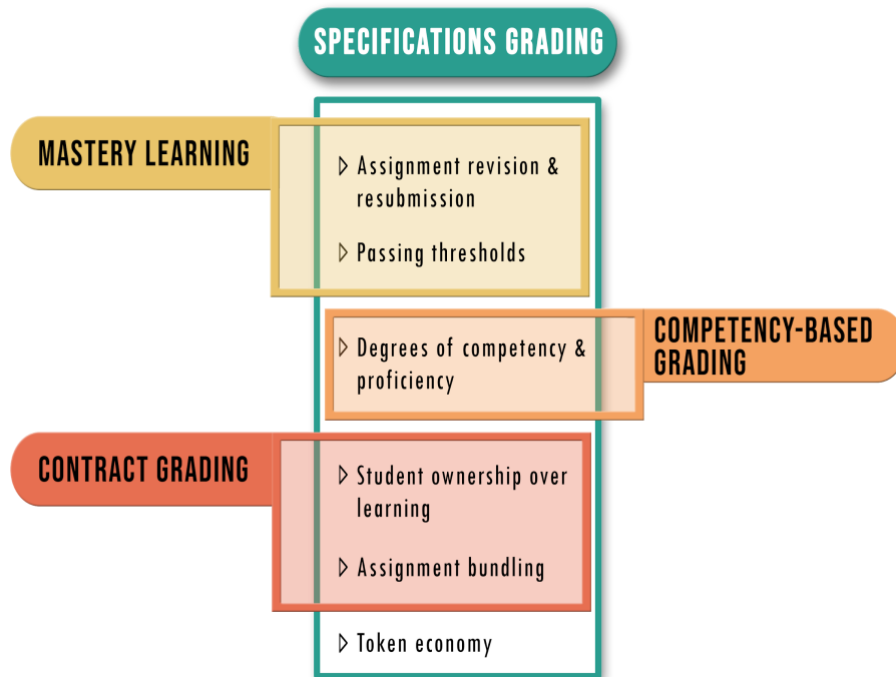 SPECIFICATIONS GRADING
MASTERY LEARNING
Assignment revision &
resubmission
Passing thresholds
COMPETENCY-BASED
GRADING
Degrees of competency &
proficiency
CONTRACT GRADING
Student ownership over
learning
Assignment bundling
Token economy